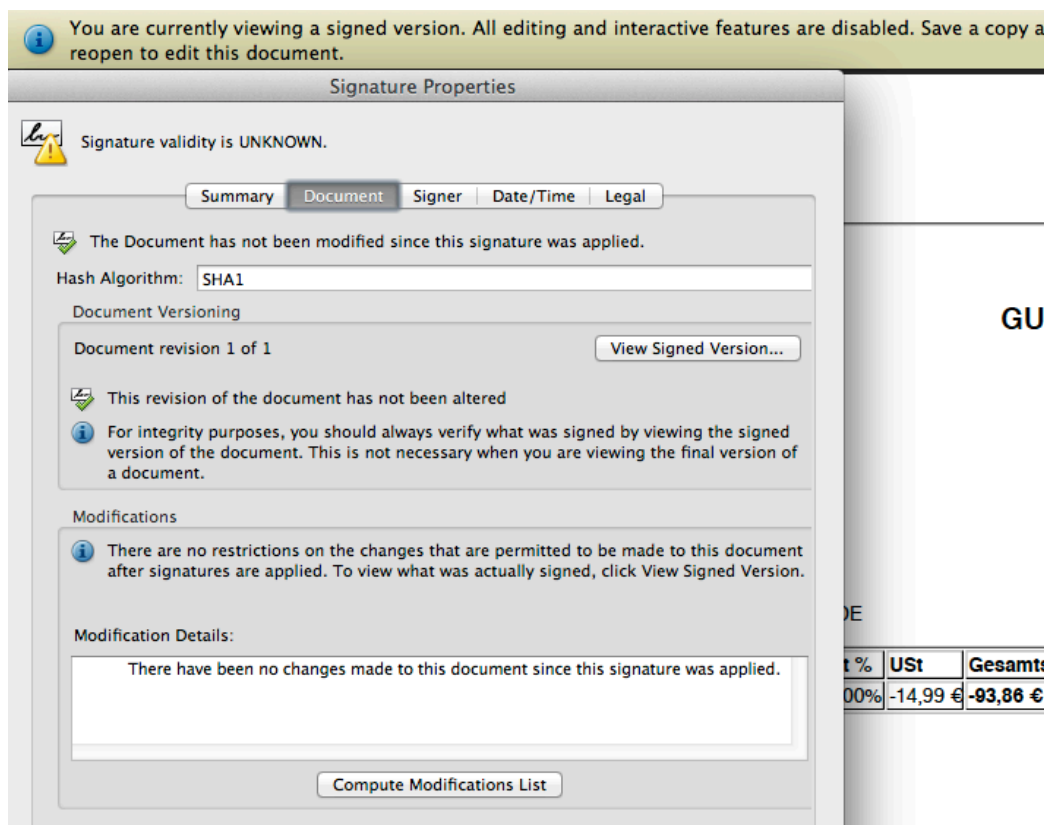 You are currently viewing a signed version. All editing and interactive features are disabled. Save a copy a
reopen to edit this document.
Signature Properties
Signature validity is UNKNOWN.
Summary Document Signer Date/Time Legal
The Document has not been modified since this signature was applied.
Hash Algorithm: SHA1
Document Versioning
GU
Document revision 1 of 1 View Signed Version...
This revision of the document has not been altered
For integrity purposes, you should always verify what was signed by viewing the signed
version of the document. This is not necessary when you are viewing the final version of
a document.
Modifications
There are no restrictions on the changes that are permitted to be made to this document
after signatures are applied. To view what was actually signed, click View Signed Version.
DE
Modification Details:
There have been no changes made to this document since this signature was applied.
t % USt Gesamts
00% -14,99 € -93,86 €
Compute Modifications List